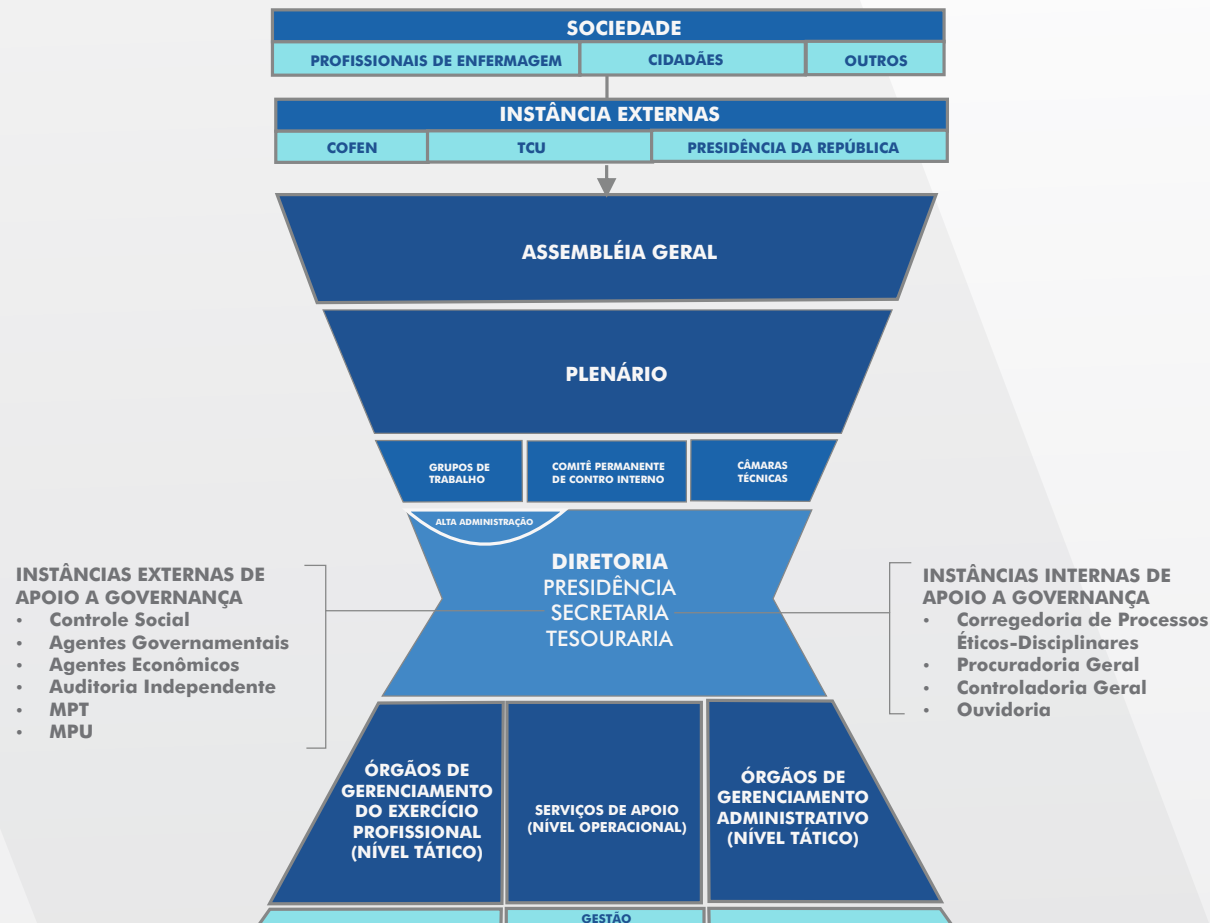 SOCIEDADE
PROFISSIONAIS DE ENFERMAGEM
CIDADÃES
OUTROS
INSTÂNCIA EXTERNAS
COFEN
TCU
PRESIDÊNCIA DA REPÚBLICA
ASSEMBLÉIA GERAL
PLENÁRIO
GRUPOS DE
TRABALHO
COMITÊ PERMANENTE
DE CONTRO INTERNO
CÂMARAS
TÉCNICAS
ALTA ADMINISTRAÇÃO
DIRETORIA
PRESIDÊNCIA
SECRETARIA
TESOURARIA
INSTÂNCIAS EXTERNAS DE
APOIO A GOVERNANÇA
• Controle Social
• Agentes Governamentais
• Agentes Econômicos
• Auditoria Independente
• MPT
• MPU
INSTÂNCIAS INTERNAS DE
APOIO A GOVERNANÇA
• Corregedoria de Processos
Éticos-Disciplinares
• Procuradoria Geral
• Controladoria Geral
• Ouvidoria
ÓRGÃOS DE
GERENCIAMENTO
DO EXERCÍCIO
PROFISSIONAL
(NÍVEL TÁTICO)
SERVIÇOS DE APOIO
(NÍVEL OPERACIONAL)
ÓRGÃOS DE
GERENCIAMENTO
ADMINISTRATIVO
(NÍVEL TÁTICO)
GESTÃO